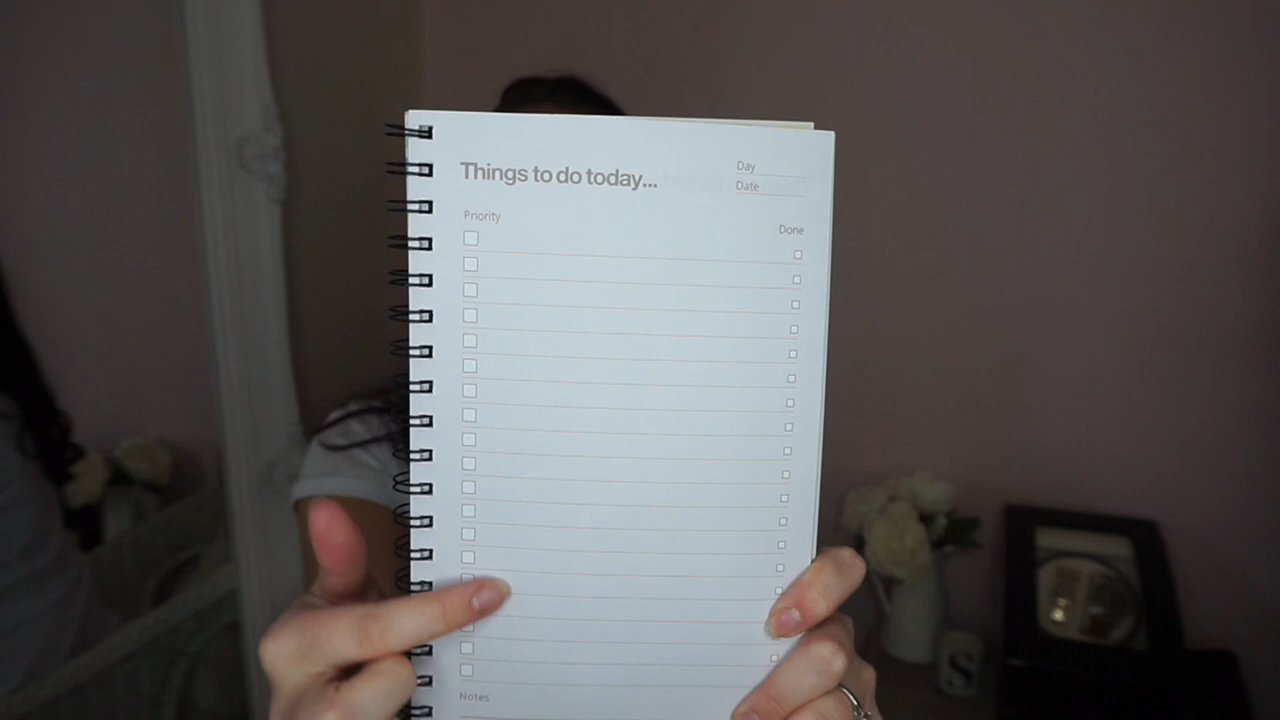 Things to do today...
Day
Date
Priority
Done
Notes
S